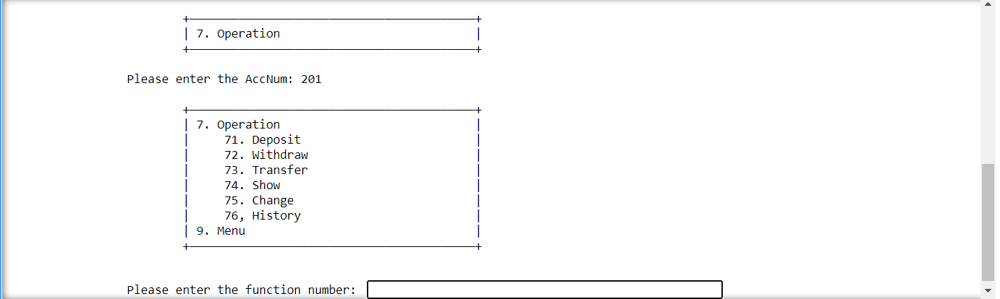 7. Operation
Please enter the AccNum: 201
7. Operation
71. Deposit
72. Withdraw
73. Transfer
74. Show
75. Change
76, History
9. Menu
Please enter the function number: